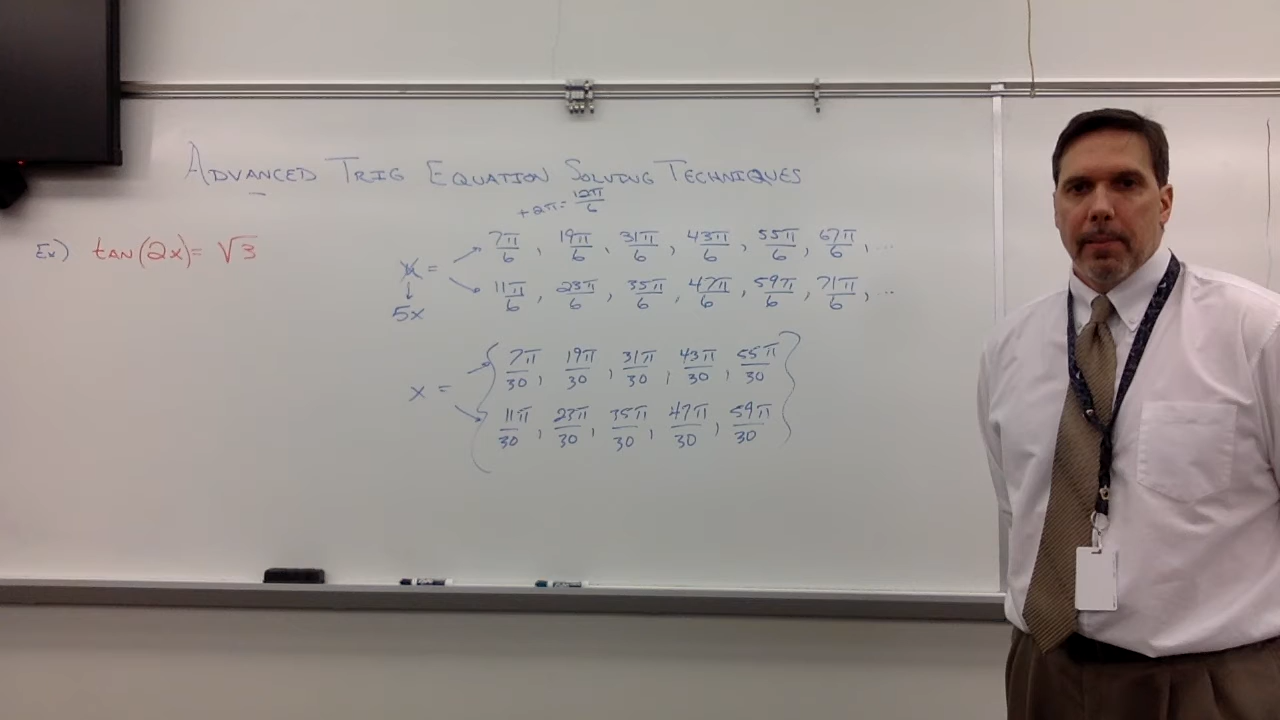 ADVANCED TRIG EQUATION SOLVING TECHNIQUES
+2π = 12π/6
Ex) tan(2x) = √3
x = 7π/6, 19π/6, 31π/6, 43π/6, 55π/6, 67π/6, ...
11π/6, 23π/6, 35π/6, 47π/6, 59π/6, 71π/6, ...
5x
x = { 7π/30, 19π/30, 31π/30, 43π/30, 55π/30
11π/30, 23π/30, 35π/30, 47π/30, 59π/30 }